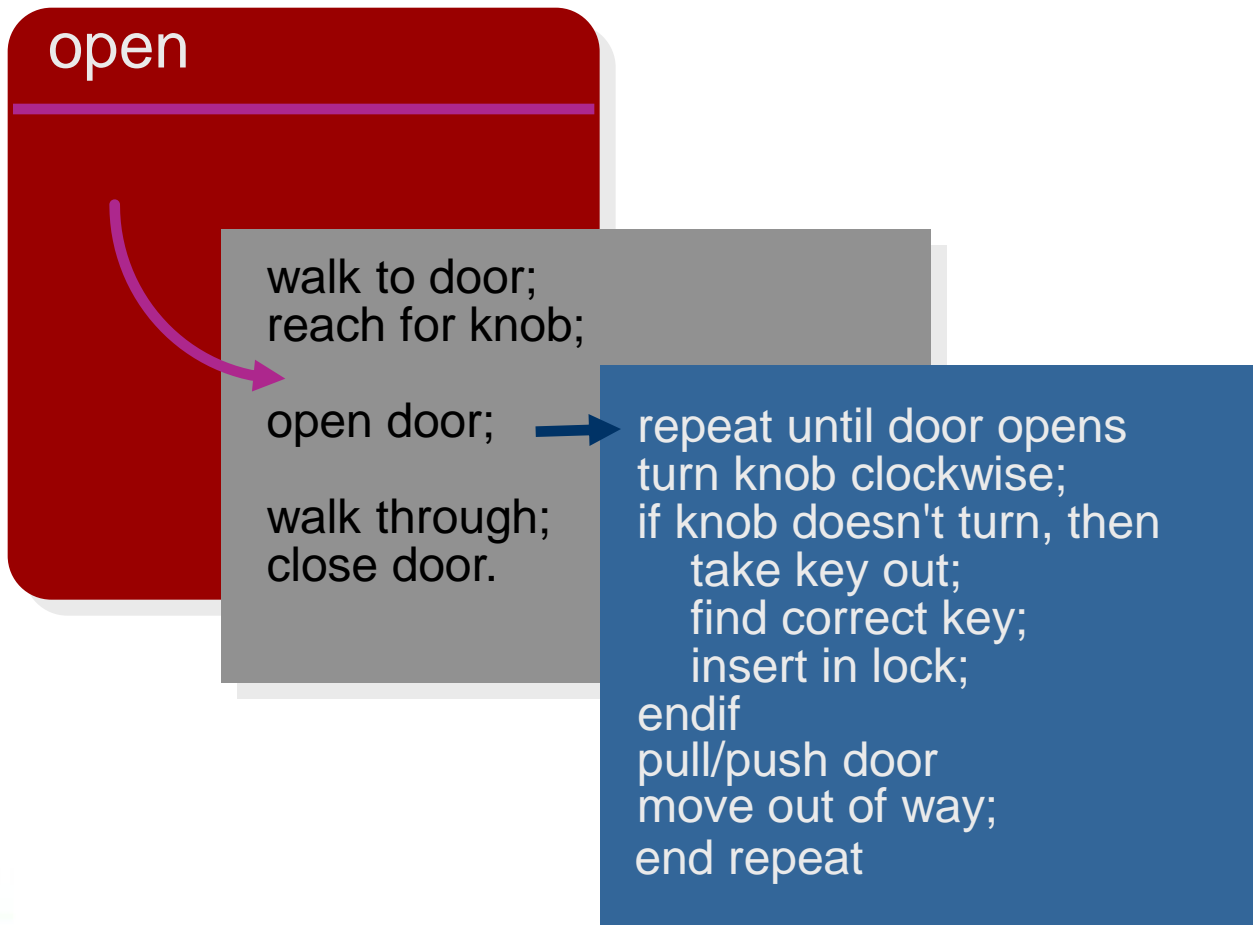 open
walk to door;
reach for knob;
open door;
walk through;
close door.
repeat until door opens
turn knob clockwise;
if knob doesn't turn, then
take key out;
find correct key;
insert in lock;
endif
pull/push door
move out of way;
end repeat